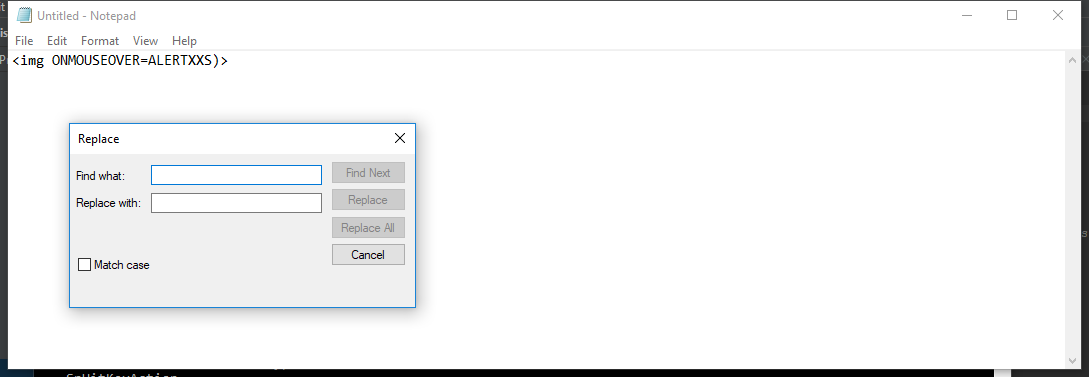 Untitled - Notepad
File Edit Format View Help
<img ONMOUSEOVER=ALERTXXS)>
Replace
Find what:
Find Next
Replace with:
Replace
Replace All
Cancel
Match case